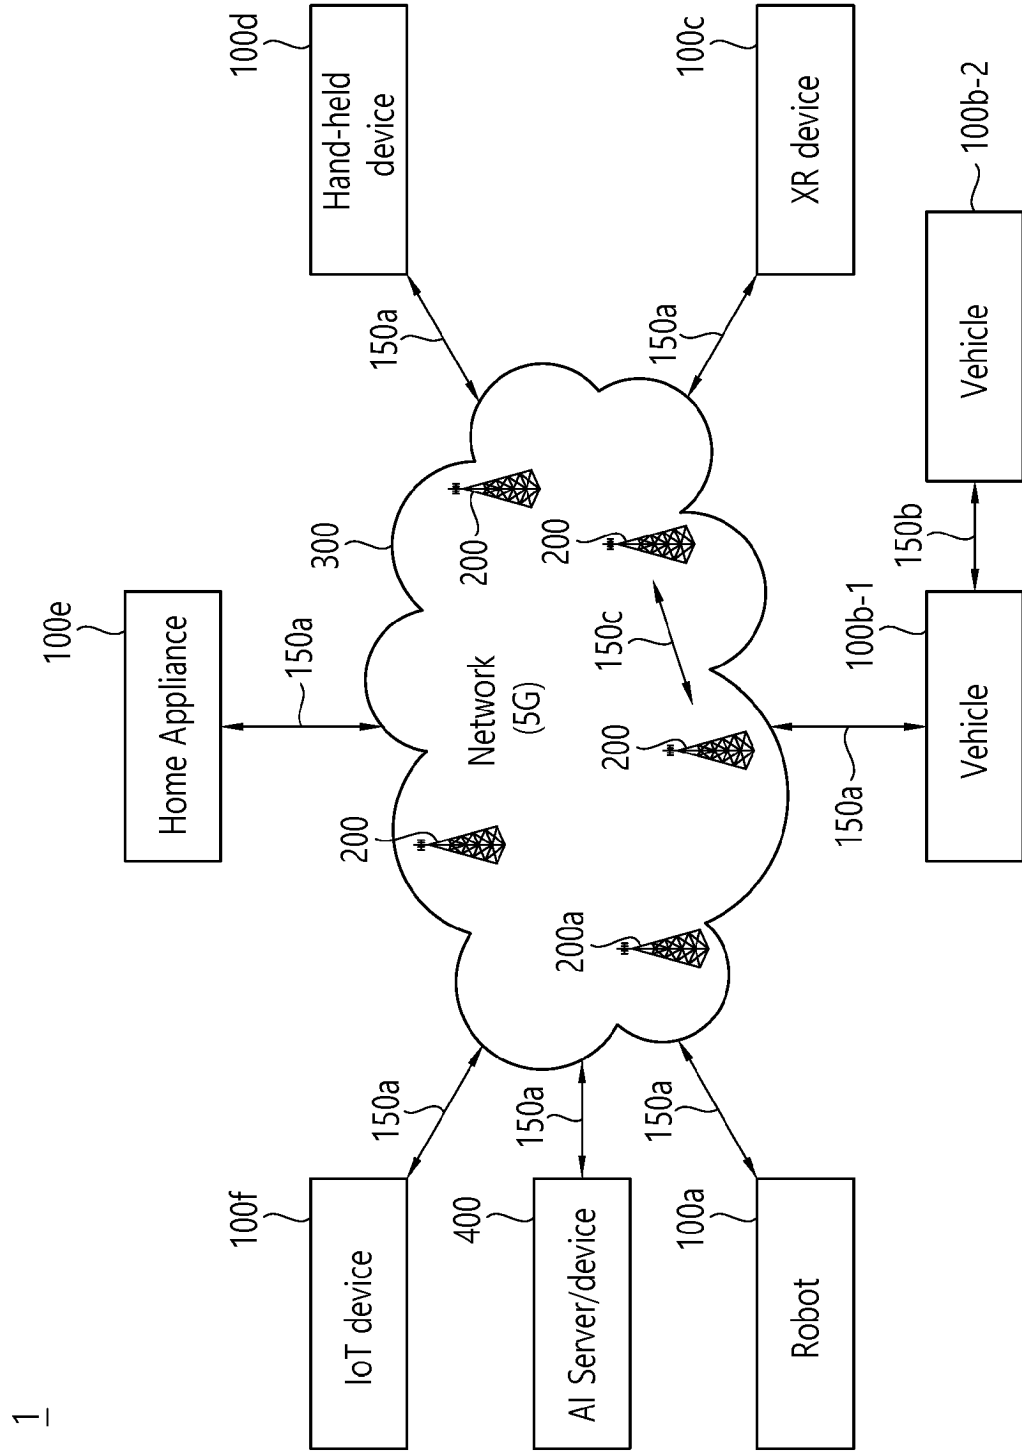 1
100e
Home Appliance
100f
100d
150a
300
IoT device
Hand-held
device
200
150a
150a
400
200
Network
(5G)
150a
200
200a
AI Server/device
150c
200
150a
150a
100a
100c
Robot
XR device
150a
100b-1
150b
100b-2
Vehicle
Vehicle